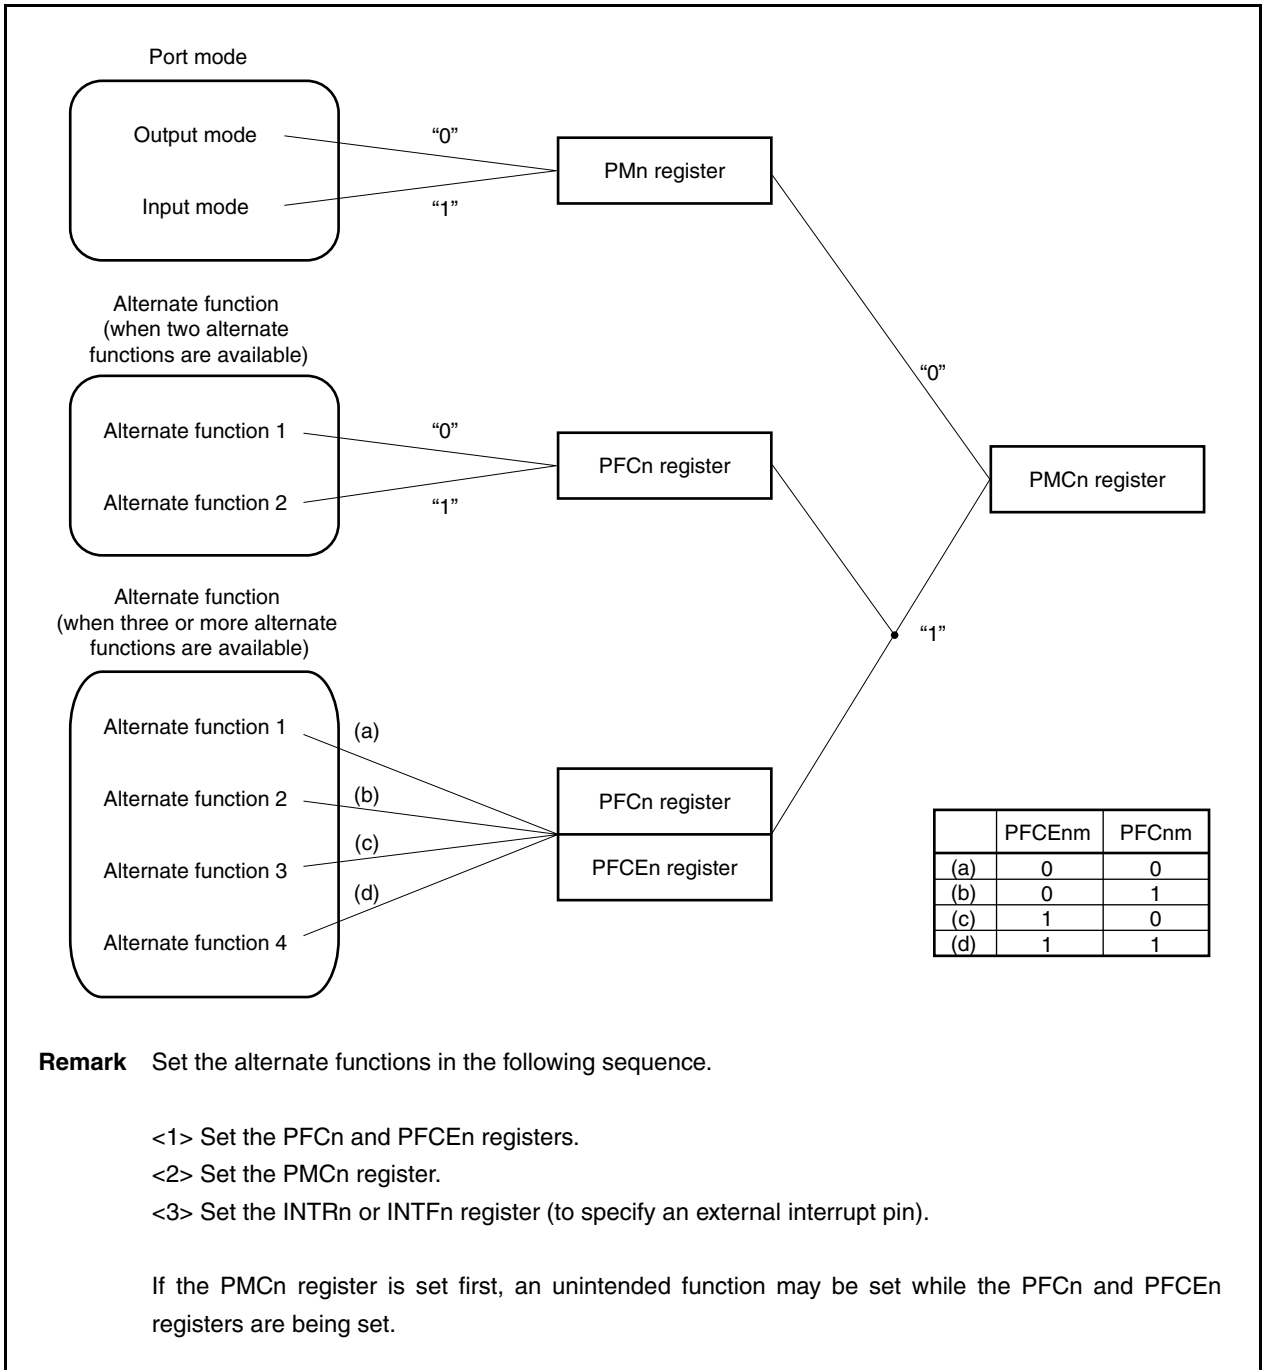 Port mode
Output mode
Input mode
“0”
“1”
PMn register
Alternate function
(when two alternate
functions are available)
Alternate function 1
Alternate function 2
“0”
“1”
PFCn register
“0”
PMCn register
“1”
Alternate function
(when three or more alternate
functions are available)
Alternate function 1
Alternate function 2
Alternate function 3
Alternate function 4
(a)
(b)
(c)
(d)
PFCn register
PFCEn register
PFCEnm PFCnm
(a) 0 0
(b) 0 1
(c) 1 0
(d) 1 1
Remark Set the alternate functions in the following sequence.
<1> Set the PFCn and PFCEn registers.
<2> Set the PMCn register.
<3> Set the INTRn or INTFn register (to specify an external interrupt pin).
If the PMCn register is set first, an unintended function may be set while the PFCn and PFCEn
registers are being set.